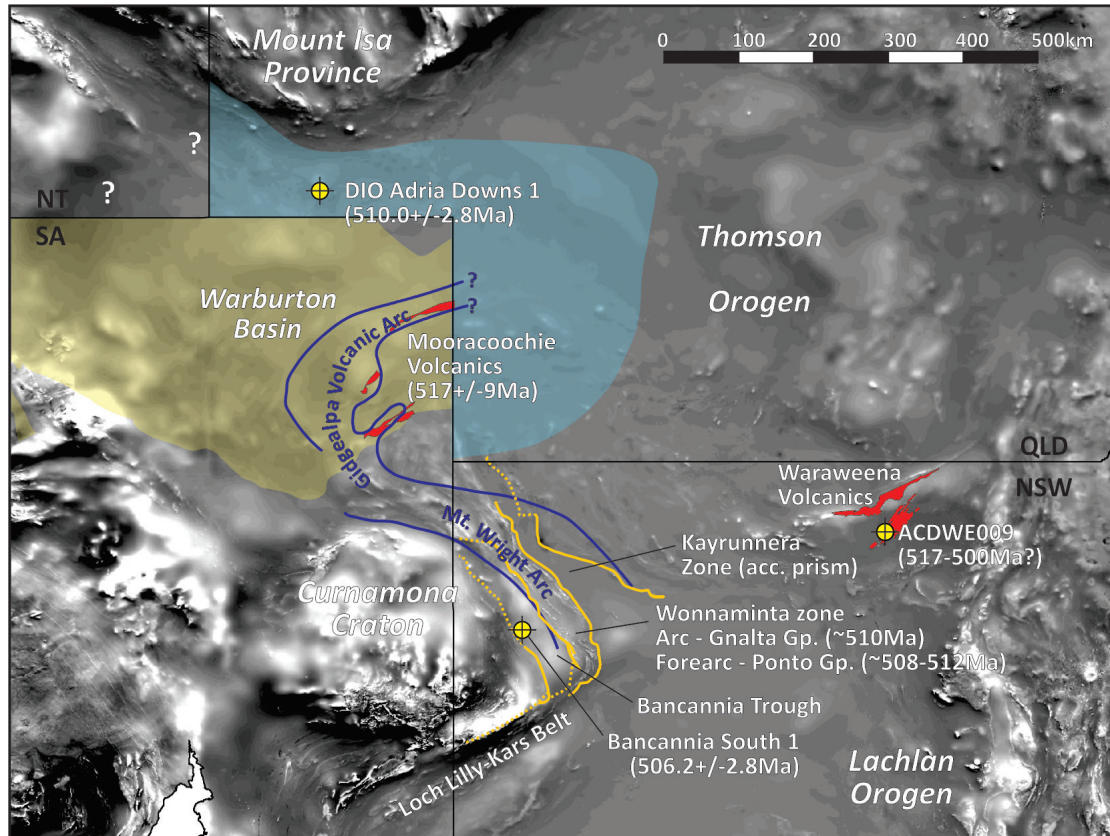 Mount Isa
Province
0 100 200 300 400 500km
?
?
NT
SA
DIO Adria Downs 1
(510.0+/-2.8Ma)
Thomson
Orogen
Warburton
Basin
?
?
Gidgealpa Volcanic Arc
Mooracoochie
Volcanics
(517+/-9Ma)
QLD
NSW
Waraweena
Volcanics
ACDWE009
(517-500Ma?)
Mt. Wright Arc
Kayrunnera
Zone (acc. prism)
Curnamona
Craton
Wonnaminta zone
Arc - Gnalta Gp. (~510Ma)
Forearc - Ponto Gp. (~508-512Ma)
Bancannia Trough
Bancannia South 1
(506.2+/-2.8Ma)
Loch Lilly-Kars Belt
Lachlan
Orogen